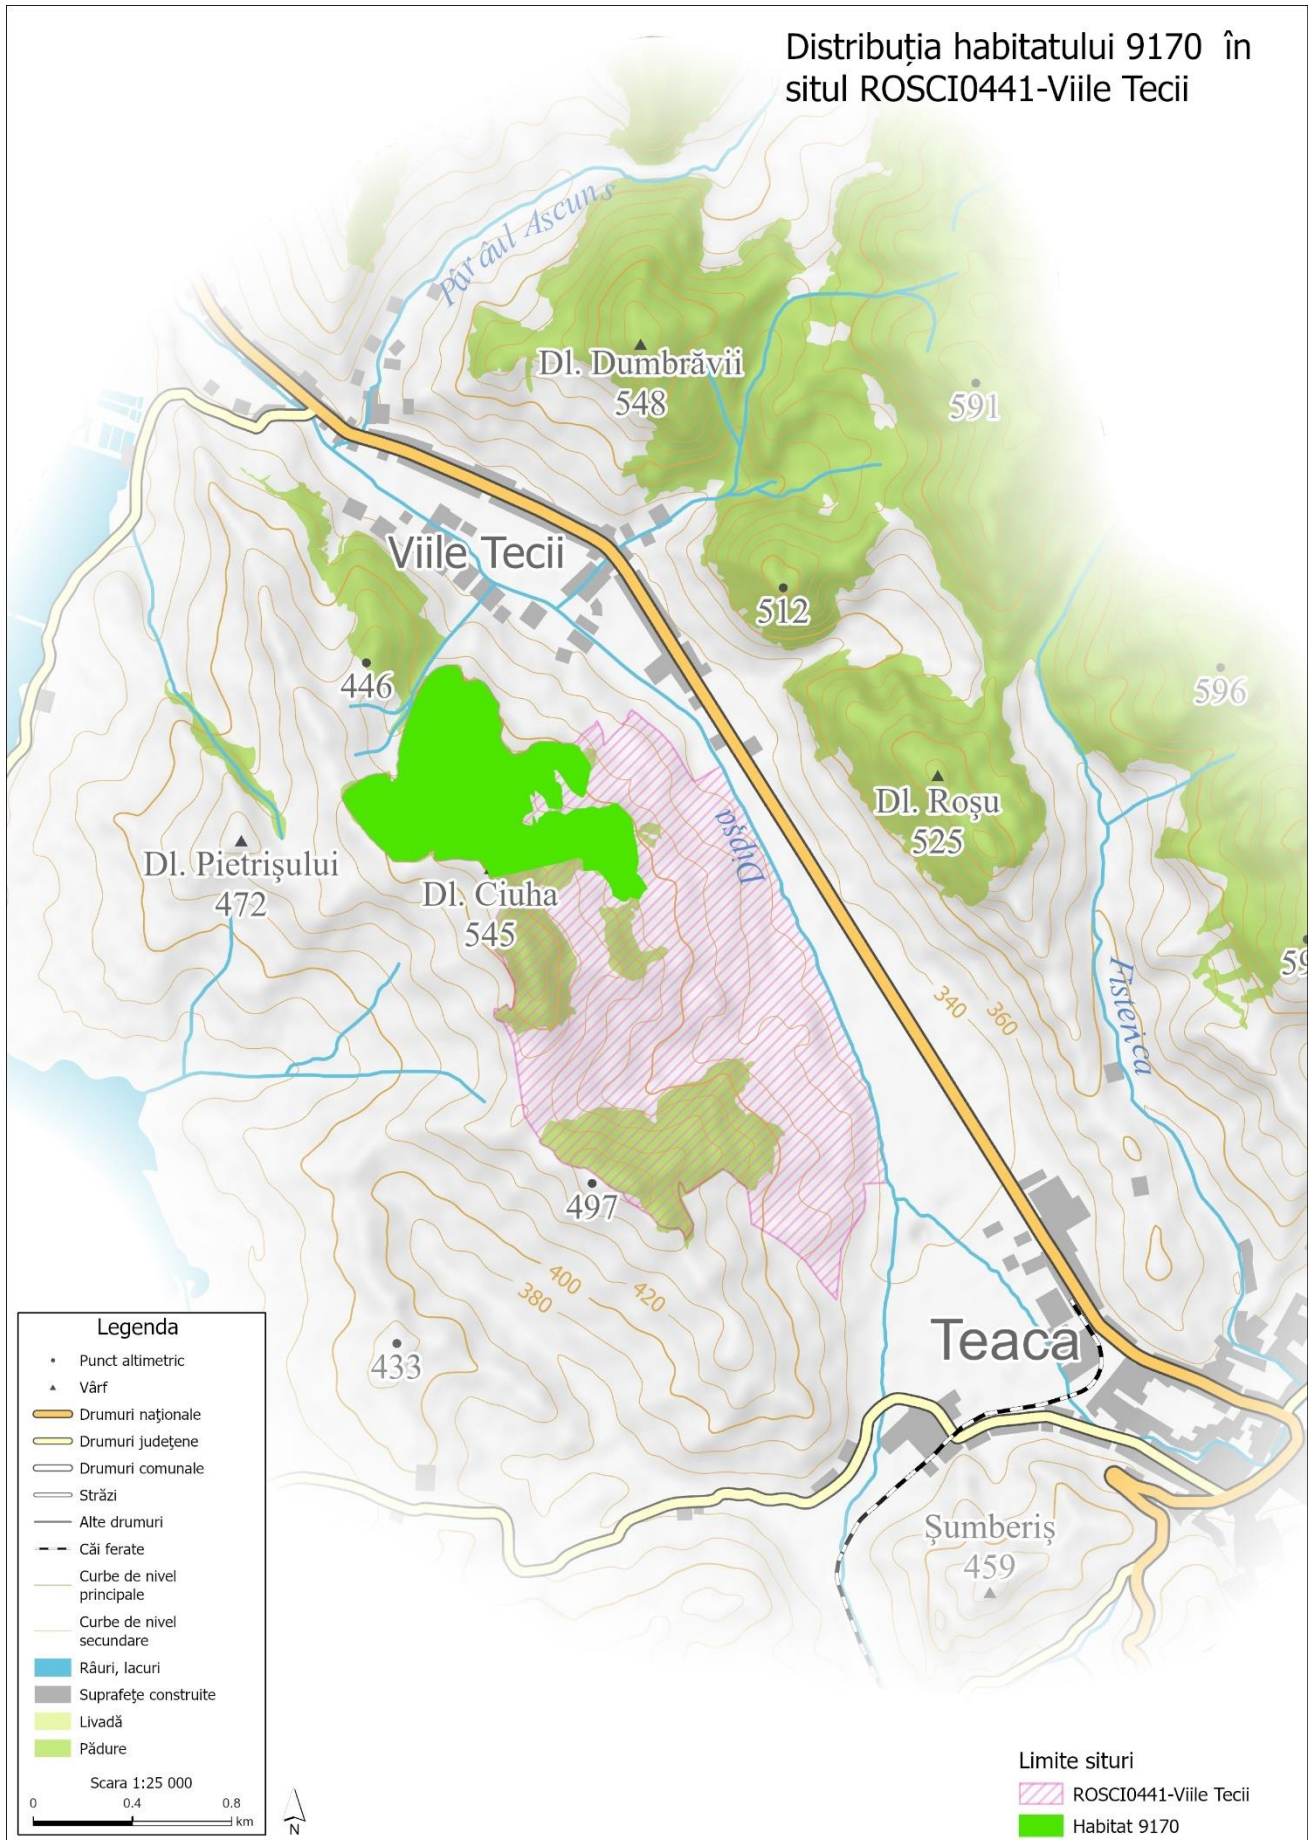 Distribuția habitatului 9170 în
situl ROSCI0441-Viile Tecii
Pârâul Ascuns
Dl. Dumbrăvii
548
591
Viile Tecii
512
446
596
Dipşa
Dl. Roşu
525
Dl. Pietrişului
472
Dl. Ciuha
545
59
Fisterica
340
360
497
400
420
380
433
Teaca
Şumberiş
459
Legenda
Punct altimetric
Vârf
Drumuri naţionale
Drumuri judeţene
Drumuri comunale
Străzi
Alte drumuri
Căi ferate
Curbe de nivel
principale
Curbe de nivel
secundare
Râuri, lacuri
Suprafeţe construite
Livadă
Pădure
Scara 1:25 000
0 0.4 0.8
km
N
Limite situri
ROSCI0441-Viile Tecii
Habitat 9170